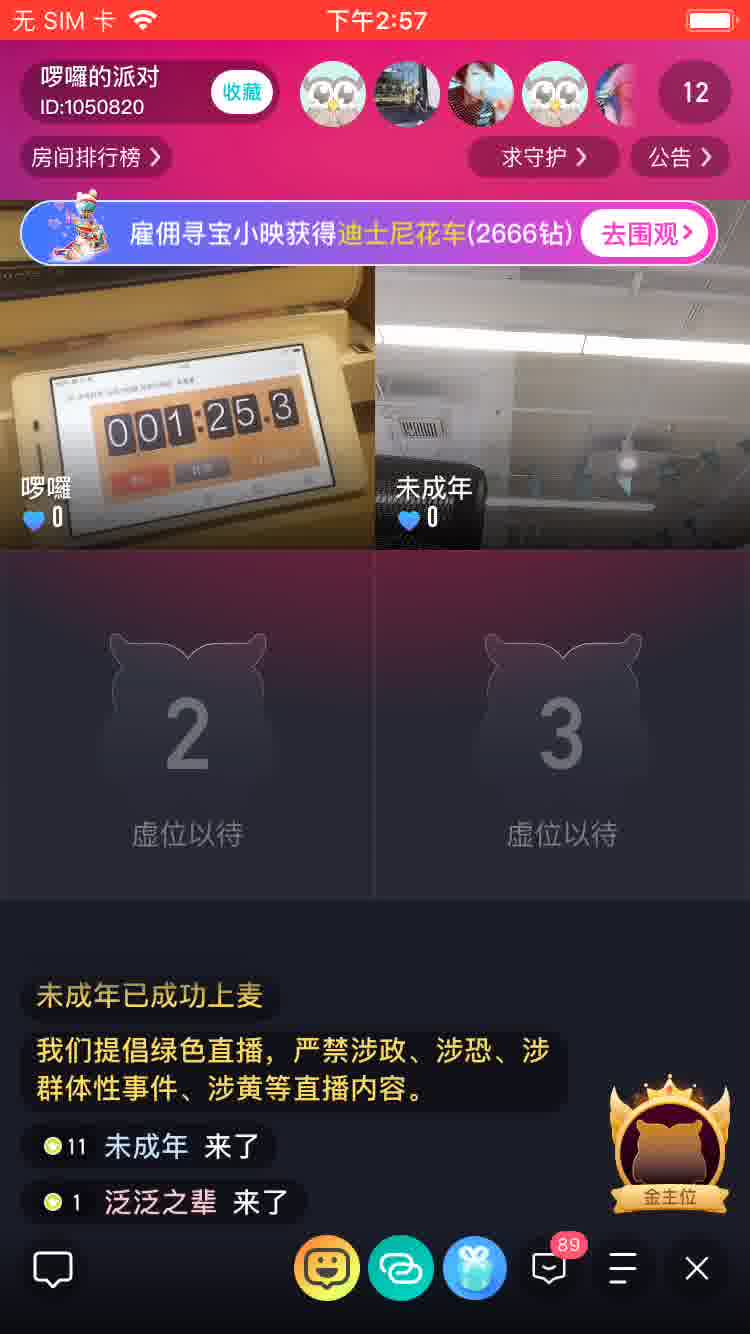 无 SIM 卡
下午2:57
啰囉的派对
收藏
ID:1050820
12
房间排行榜
求守护
公告
雇佣寻宝小映获得迪士尼花车(2666钻)
去围观
001:25.3
啰囉
0
未成年
0
2
虚位以待
3
虚位以待
未成年已成功上麦
我们提倡绿色直播，严禁涉政、涉恐、涉
群体性事件、涉黄等直播内容。
11 未成年 来了
1 泛泛之辈 来了
金主位
89